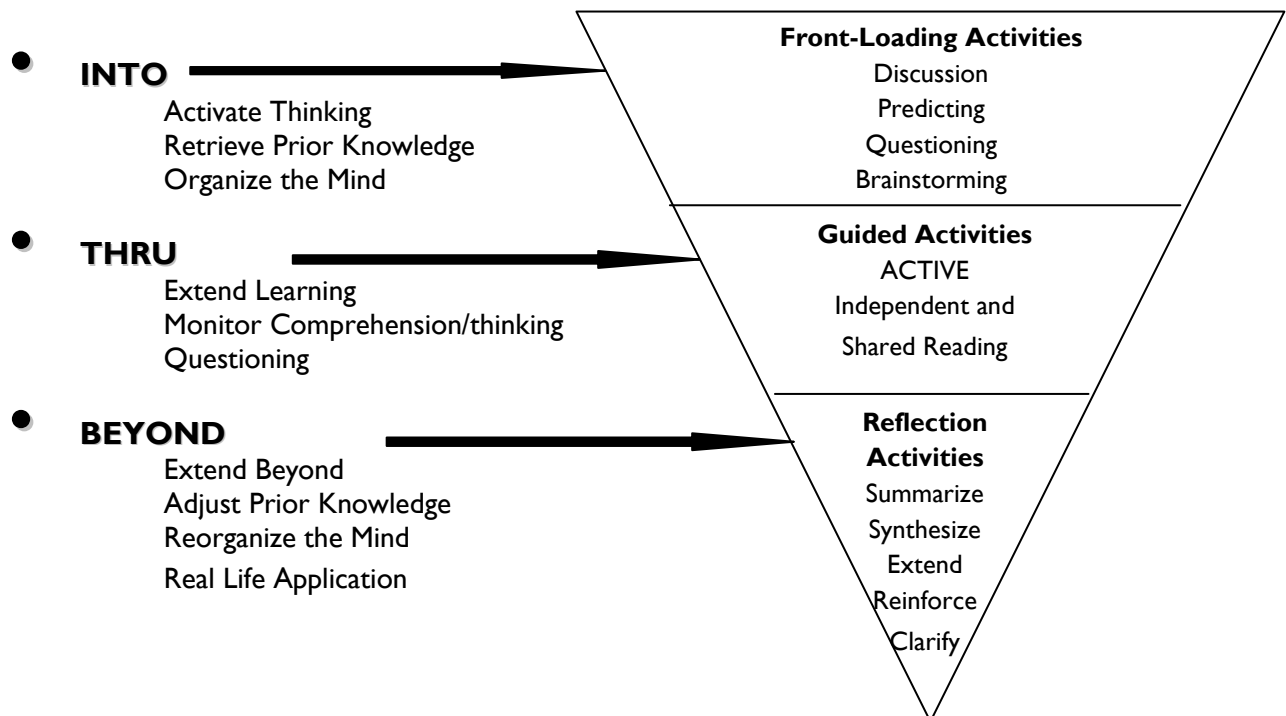 INTO
Activate Thinking
Retrieve Prior Knowledge
Organize the Mind
Front-Loading Activities
Discussion
Predicting
Questioning
Brainstorming
THRU
Extend Learning
Monitor Comprehension/thinking
Questioning
Guided Activities
ACTIVE
Independent and
Shared Reading
BEYOND
Extend Beyond
Adjust Prior Knowledge
Reorganize the Mind
Real Life Application
Reflection
Activities
Summarize
Synthesize
Extend
Reinforce
Clarify